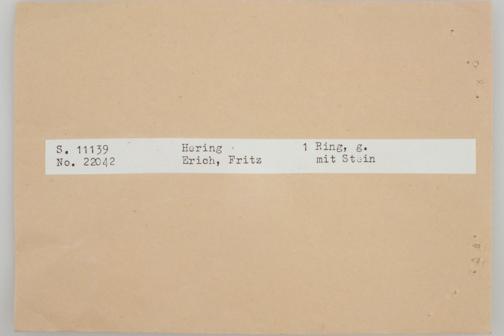 S. 11139 Hering 1 Ring, g.
No. 22042 Erich, Fritz mit Stein